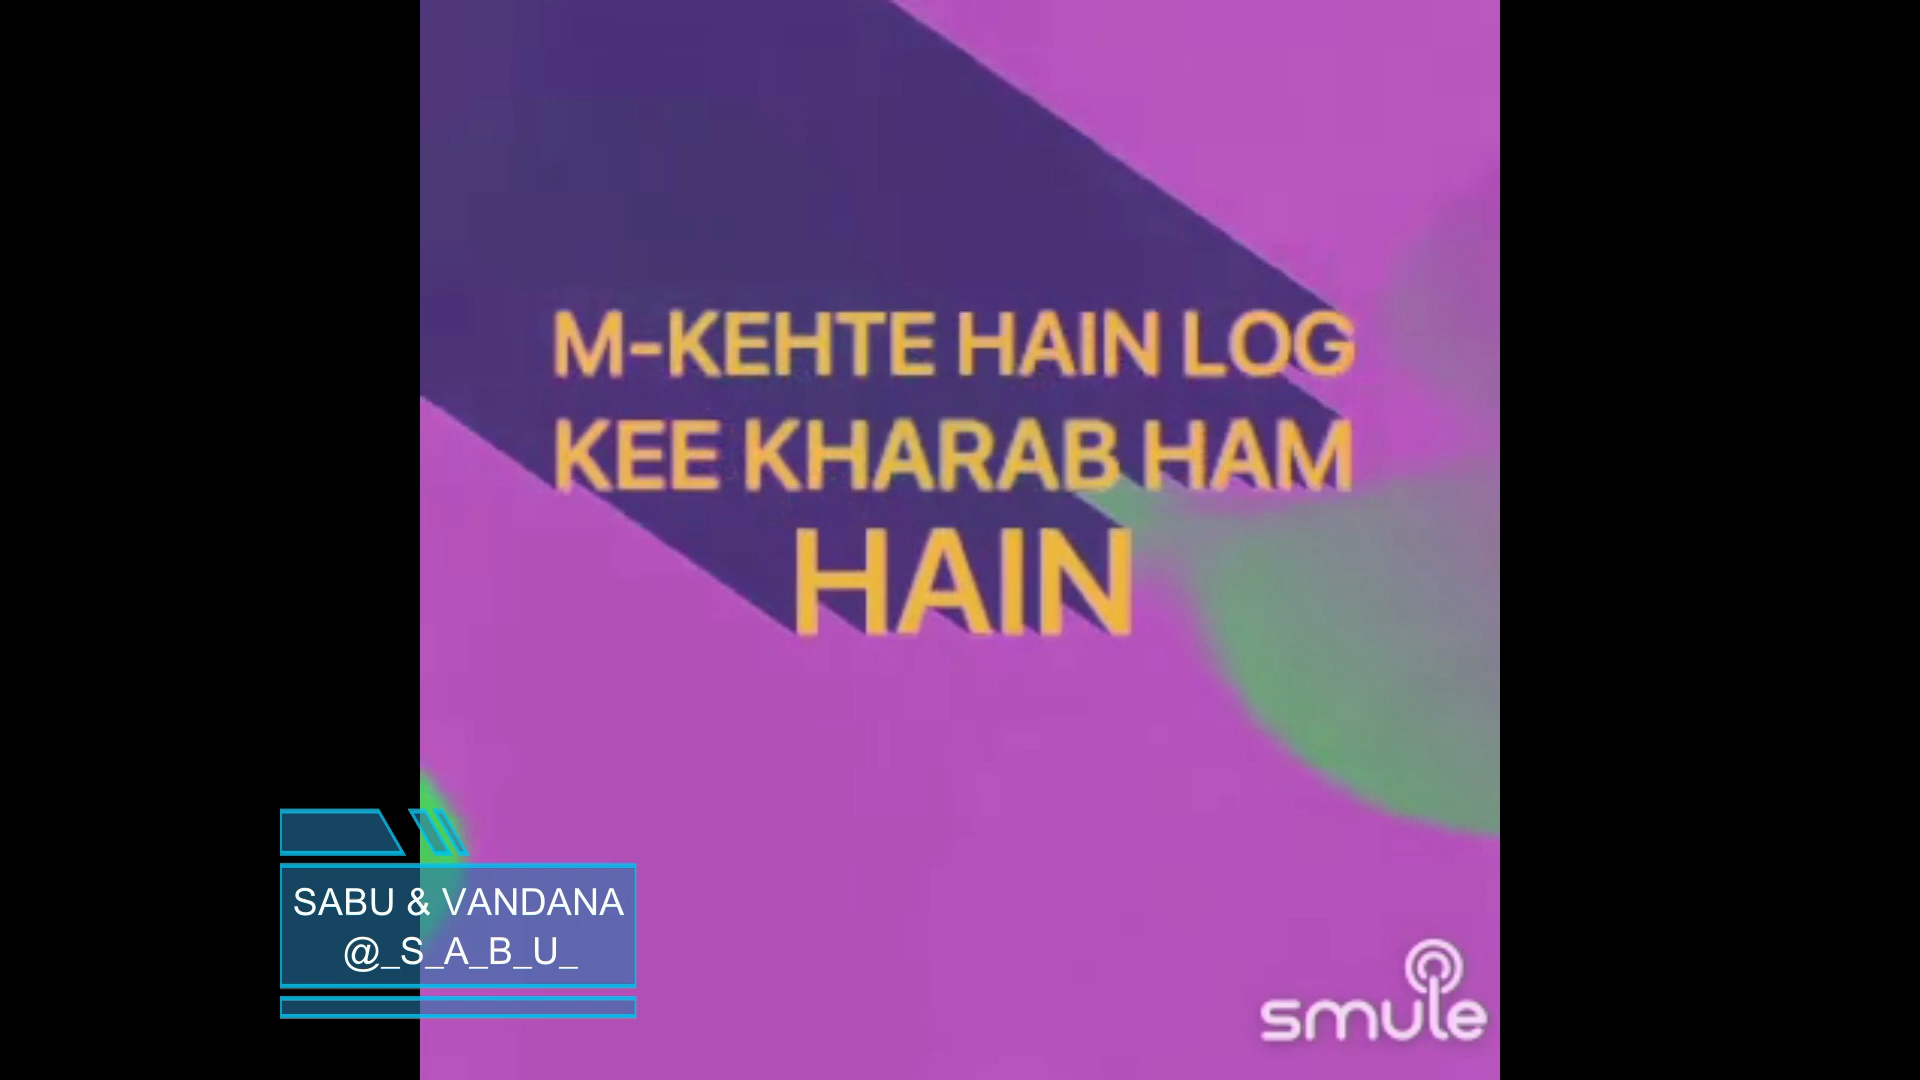 M-KEHTE HAIN LOG
KEE KHARAB HAM
HAIN
SABU & VANDANA
@_S_A_B_U_
smule